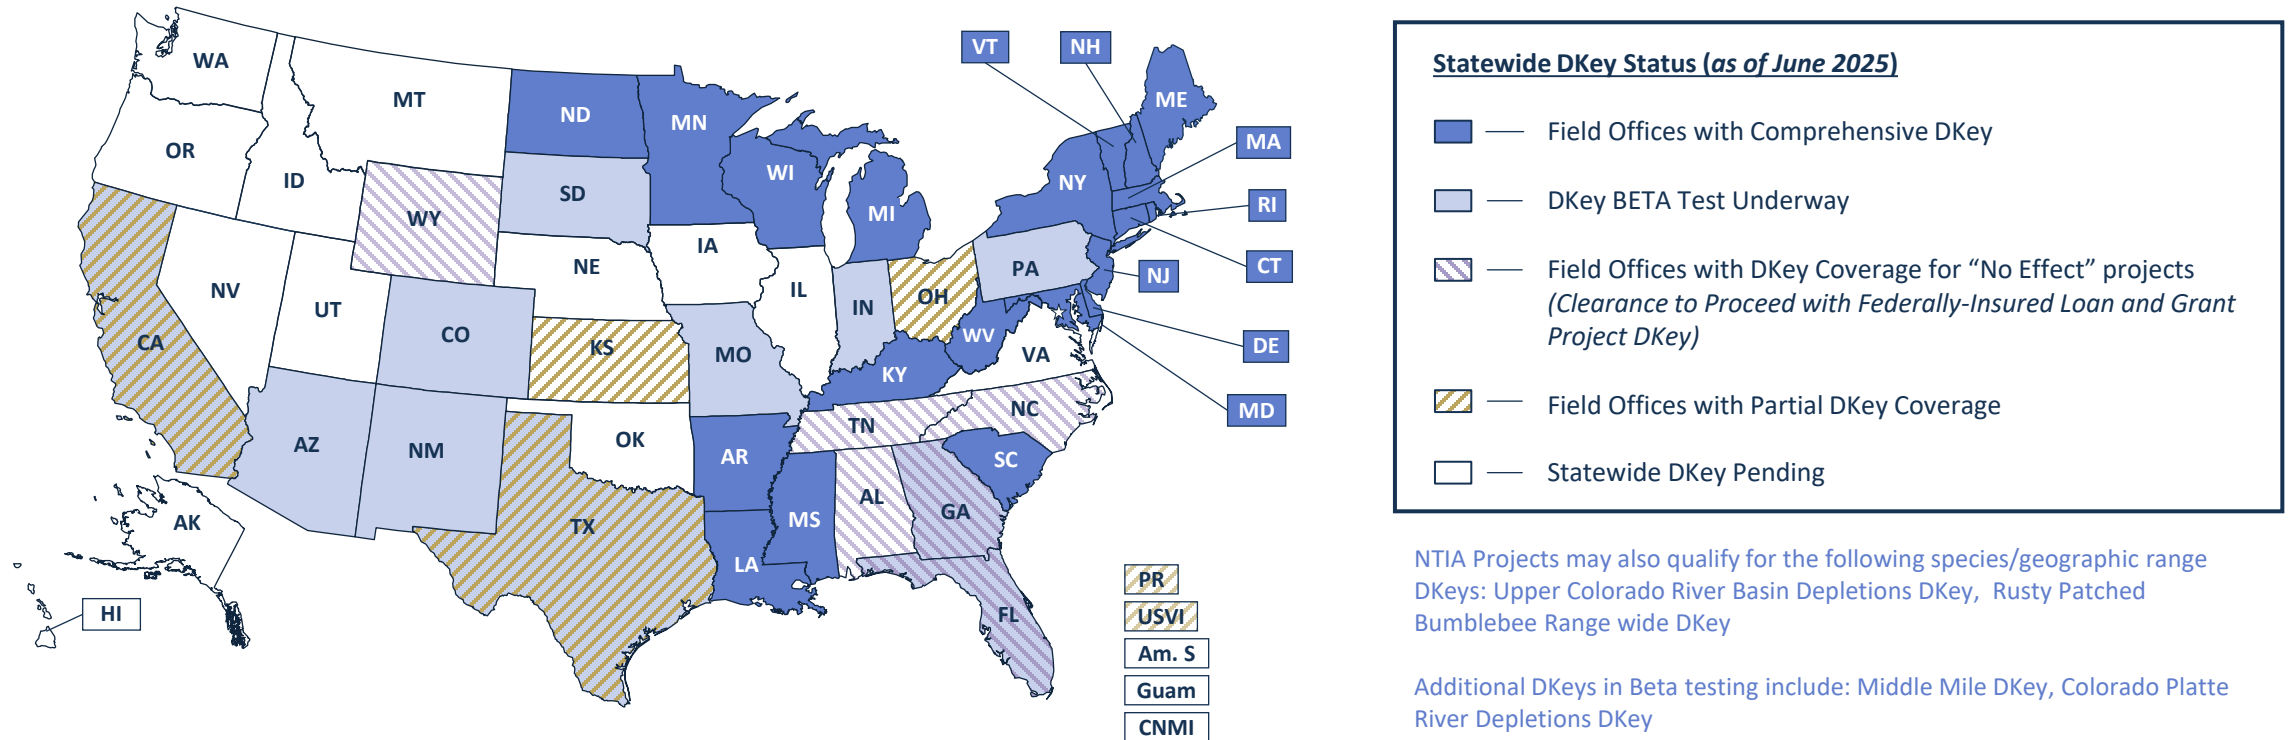 VT
NH
WA
MT
ND
MN
ME
OR
ID
WY
SD
WI
MI
NY
MA
RI
CT
NJ
IA
NE
PA
NV
UT
CO
IL
IN
OH
WV
VA
DE
MD
CA
KS
MO
KY
AZ
NM
OK
AR
TN
NC
SC
TX
MS
AL
GA
LA
FL
AK
HI
PR
USVI
Am. S
Guam
CNMI
Statewide DKey Status (as of June 2025)
Field Offices with Comprehensive DKey
DKey BETA Test Underway
Field Offices with DKey Coverage for “No Effect” projects
(Clearance to Proceed with Federally-Insured Loan and Grant
Project DKey)
Field Offices with Partial DKey Coverage
Statewide DKey Pending
NTIA Projects may also qualify for the following species/geographic range
DKeys: Upper Colorado River Basin Depletions DKey, Rusty Patched
Bumblebee Range wide DKey
Additional DKeys in Beta testing include: Middle Mile DKey, Colorado Platte
River Depletions DKey